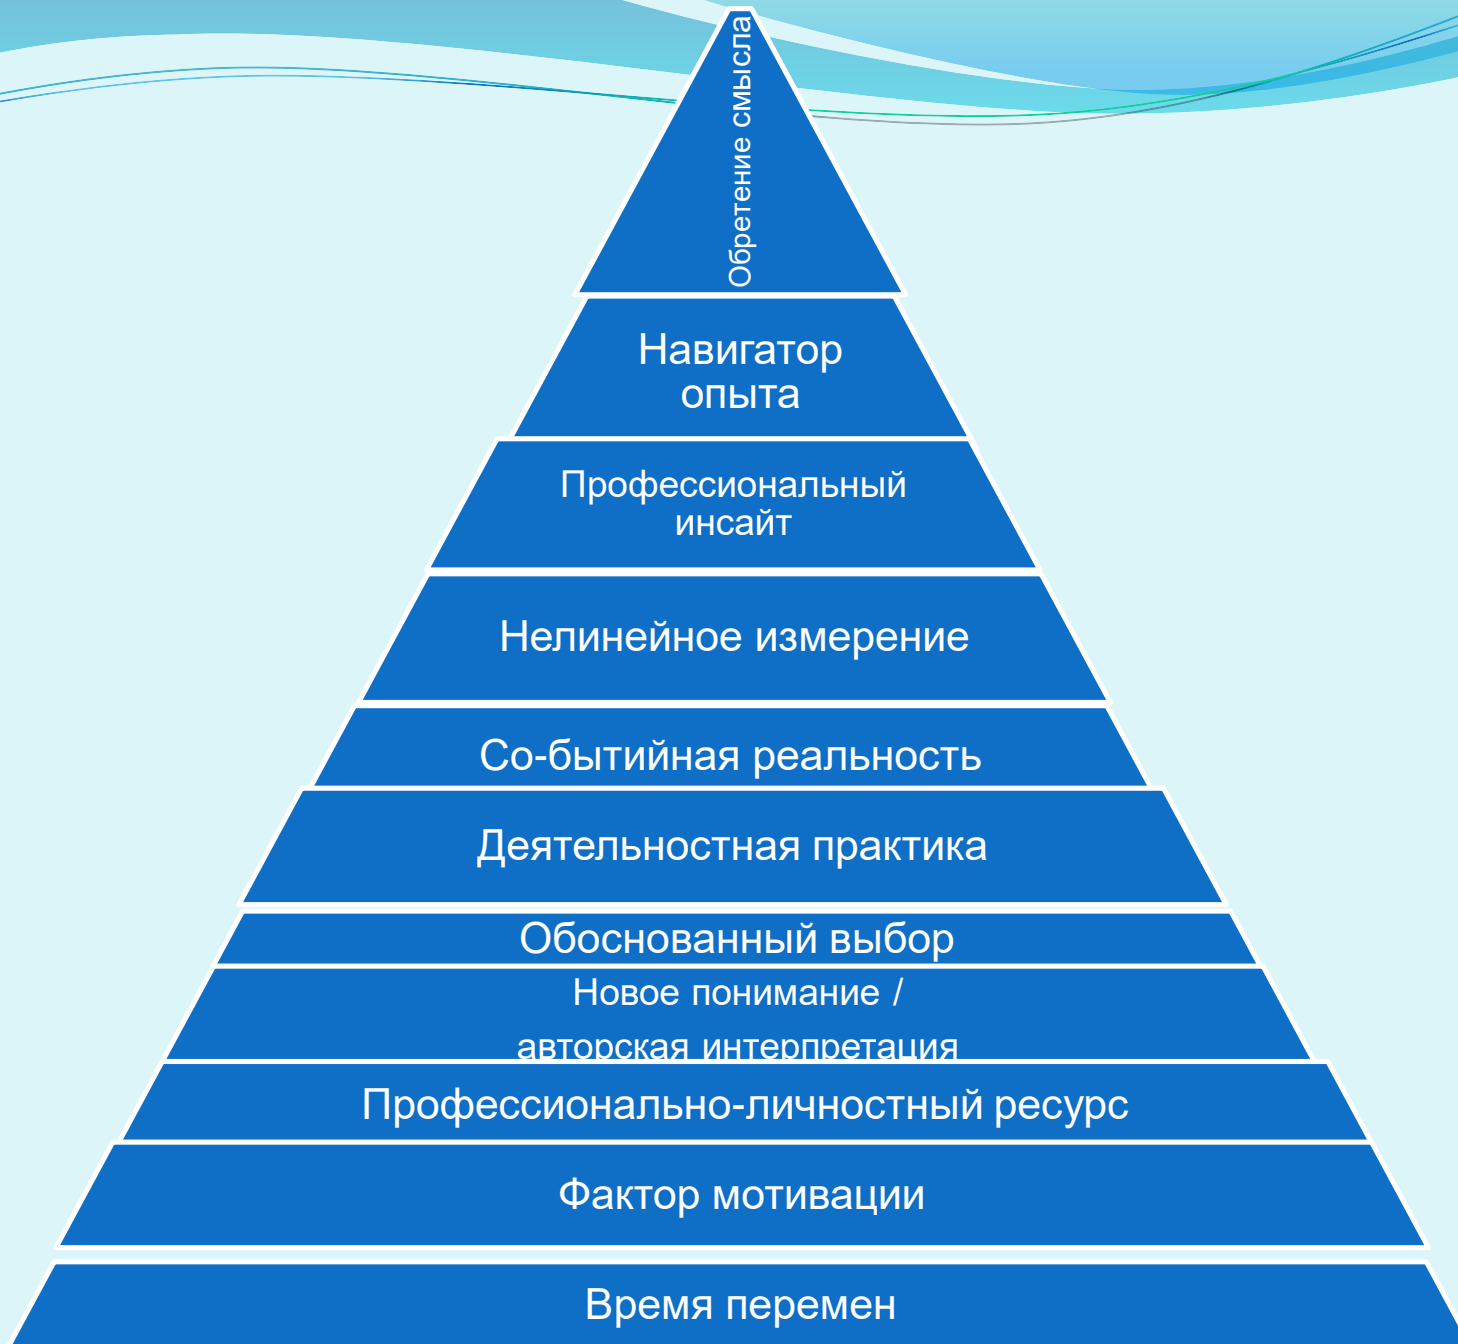 Обретение смысла
Навигатор
опыта
Профессиональный
инсайт
Нелинейное измерение
Со-бытийная реальность
Деятельностная практика
Обоснованный выбор
Новое понимание /
авторская интерпретация
Профессионально-личностный ресурс
Фактор мотивации
Время перемен